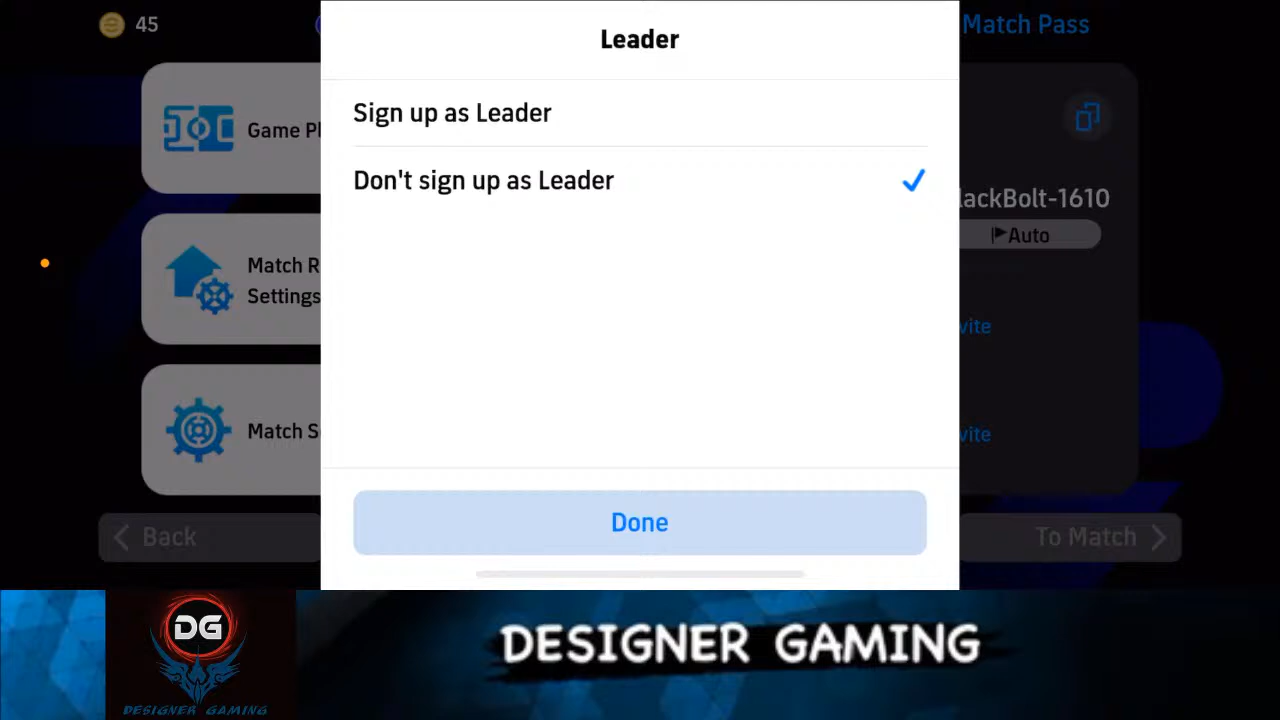 45
Match Pass
Leader
Sign up as Leader
Don't sign up as Leader
Game Pl
lackBolt-1610
Auto
Match R
Settings
vite
Match S
vite
Done
Back
To Match
DG
DESIGNER GAMING
DESIGNER GAMING